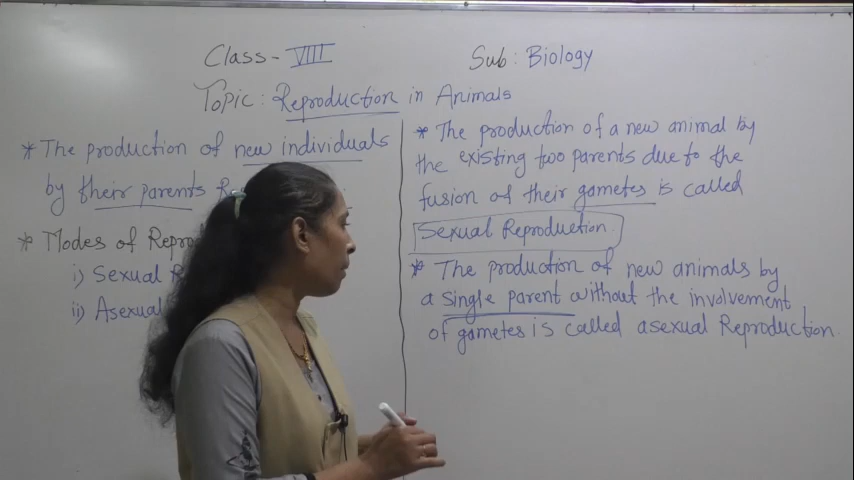 Class - VIII
Sub: Biology
Topic: Reproduction in Animals
* The production of new individuals
by their parents
* Modes of Repro
i) Sexual R
ii) Asexual
* The production of a new animal by
the existing two parents due to the
fusion of their gametes is called
Sexual Reproduction.
* The production of new animals by
a single parent without the involvement
of gametes is called asexual Reproduction.